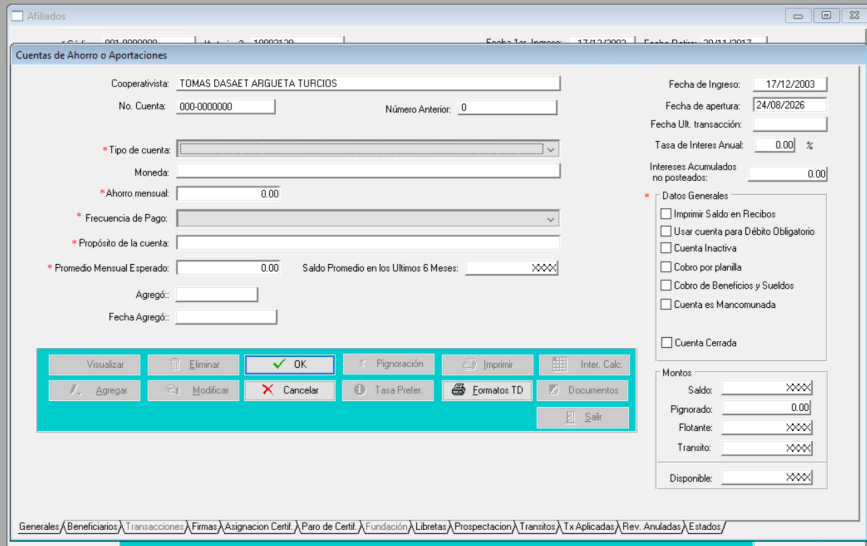 Afiliados
Cuentas de Ahorro o Aportaciones
Cooperativista: TOMAS DASAET ARGUETA TURCIOS
No. Cuenta: 000-0000000 Número Anterior: 0
* Tipo de cuenta:
Moneda:
* Ahorro mensual: 0.00
* Frecuencia de Pago:
* Propósito de la cuenta:
* Promedio Mensual Esperado: 0.00 Saldo Promedio en los Ultimos 6 Meses: XXXX
Agregó::
Fecha Agregó::
Fecha de Ingreso: 17/12/2003
Fecha de apertura: 24/08/2026
Fecha Ult. transacción:
Tasa de Interes Anual: 0.00 %
Intereses Acumulados
no posteados: 0.00
* Datos Generales
Imprimir Saldo en Recibos
Usar cuenta para Débito Obligatorio
Cuenta Inactiva
Cobro por planilla
Cobro de Beneficios y Sueldos
Cuenta es Mancomunada
Cuenta Cerrada
Visualizar Eliminar OK Pignoración Imprimir Inter. Calc.
Agregar Modificar Cancelar Tasa Prefer. Formatos TD Documentos
Salir
Montos
Saldo: XXXX
Pignorado: 0.00
Flotante: XXXX
Transito: XXXX
Disponible: XXXX
Generales Beneficiarios Transacciones Firmas Asignacion Certif. Paro de Certif. Fundación Libretas Prospectacion Transitos Tx Aplicadas Rev. Anuladas Estados